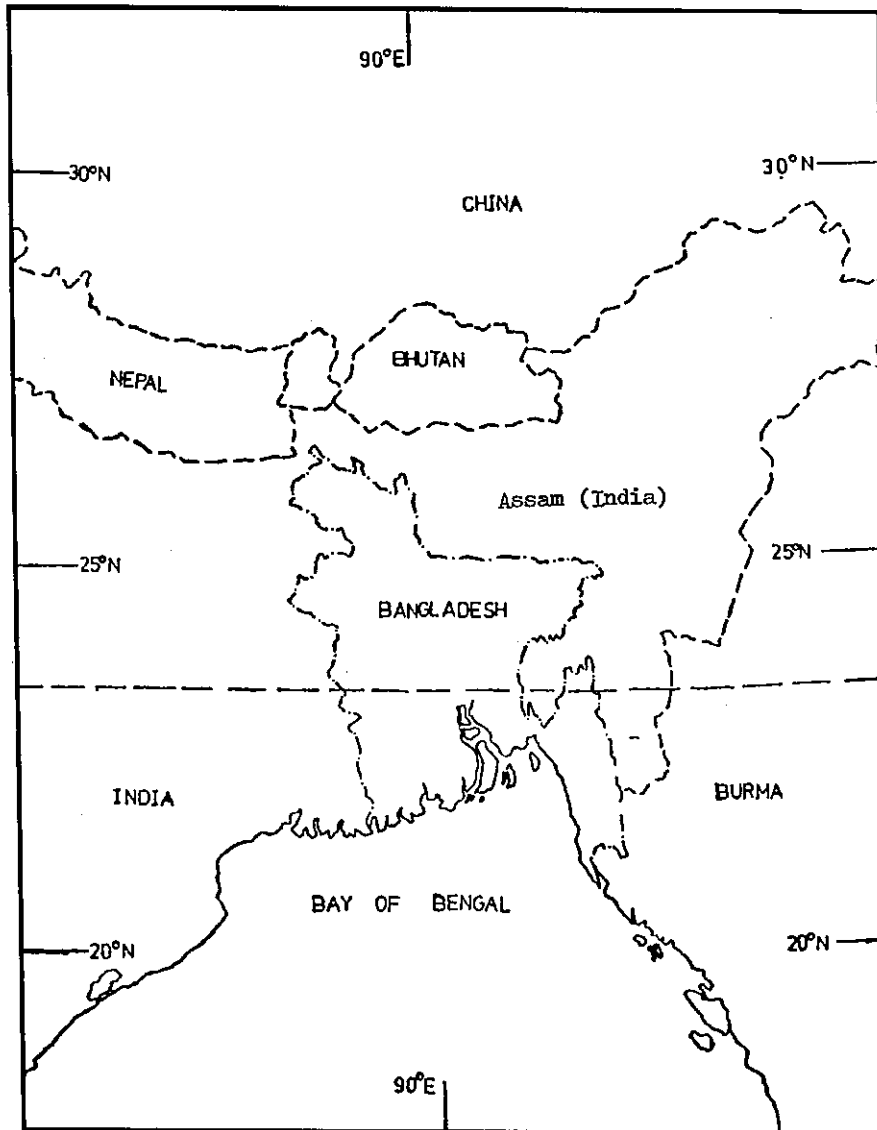 90°E
30°N
30°N
CHINA
NEPAL
BHUTAN
Assam (India)
25°N
25°N
BANGLADESH
INDIA
BURMA
BAY OF BENGAL
20°N
20°N
90°E